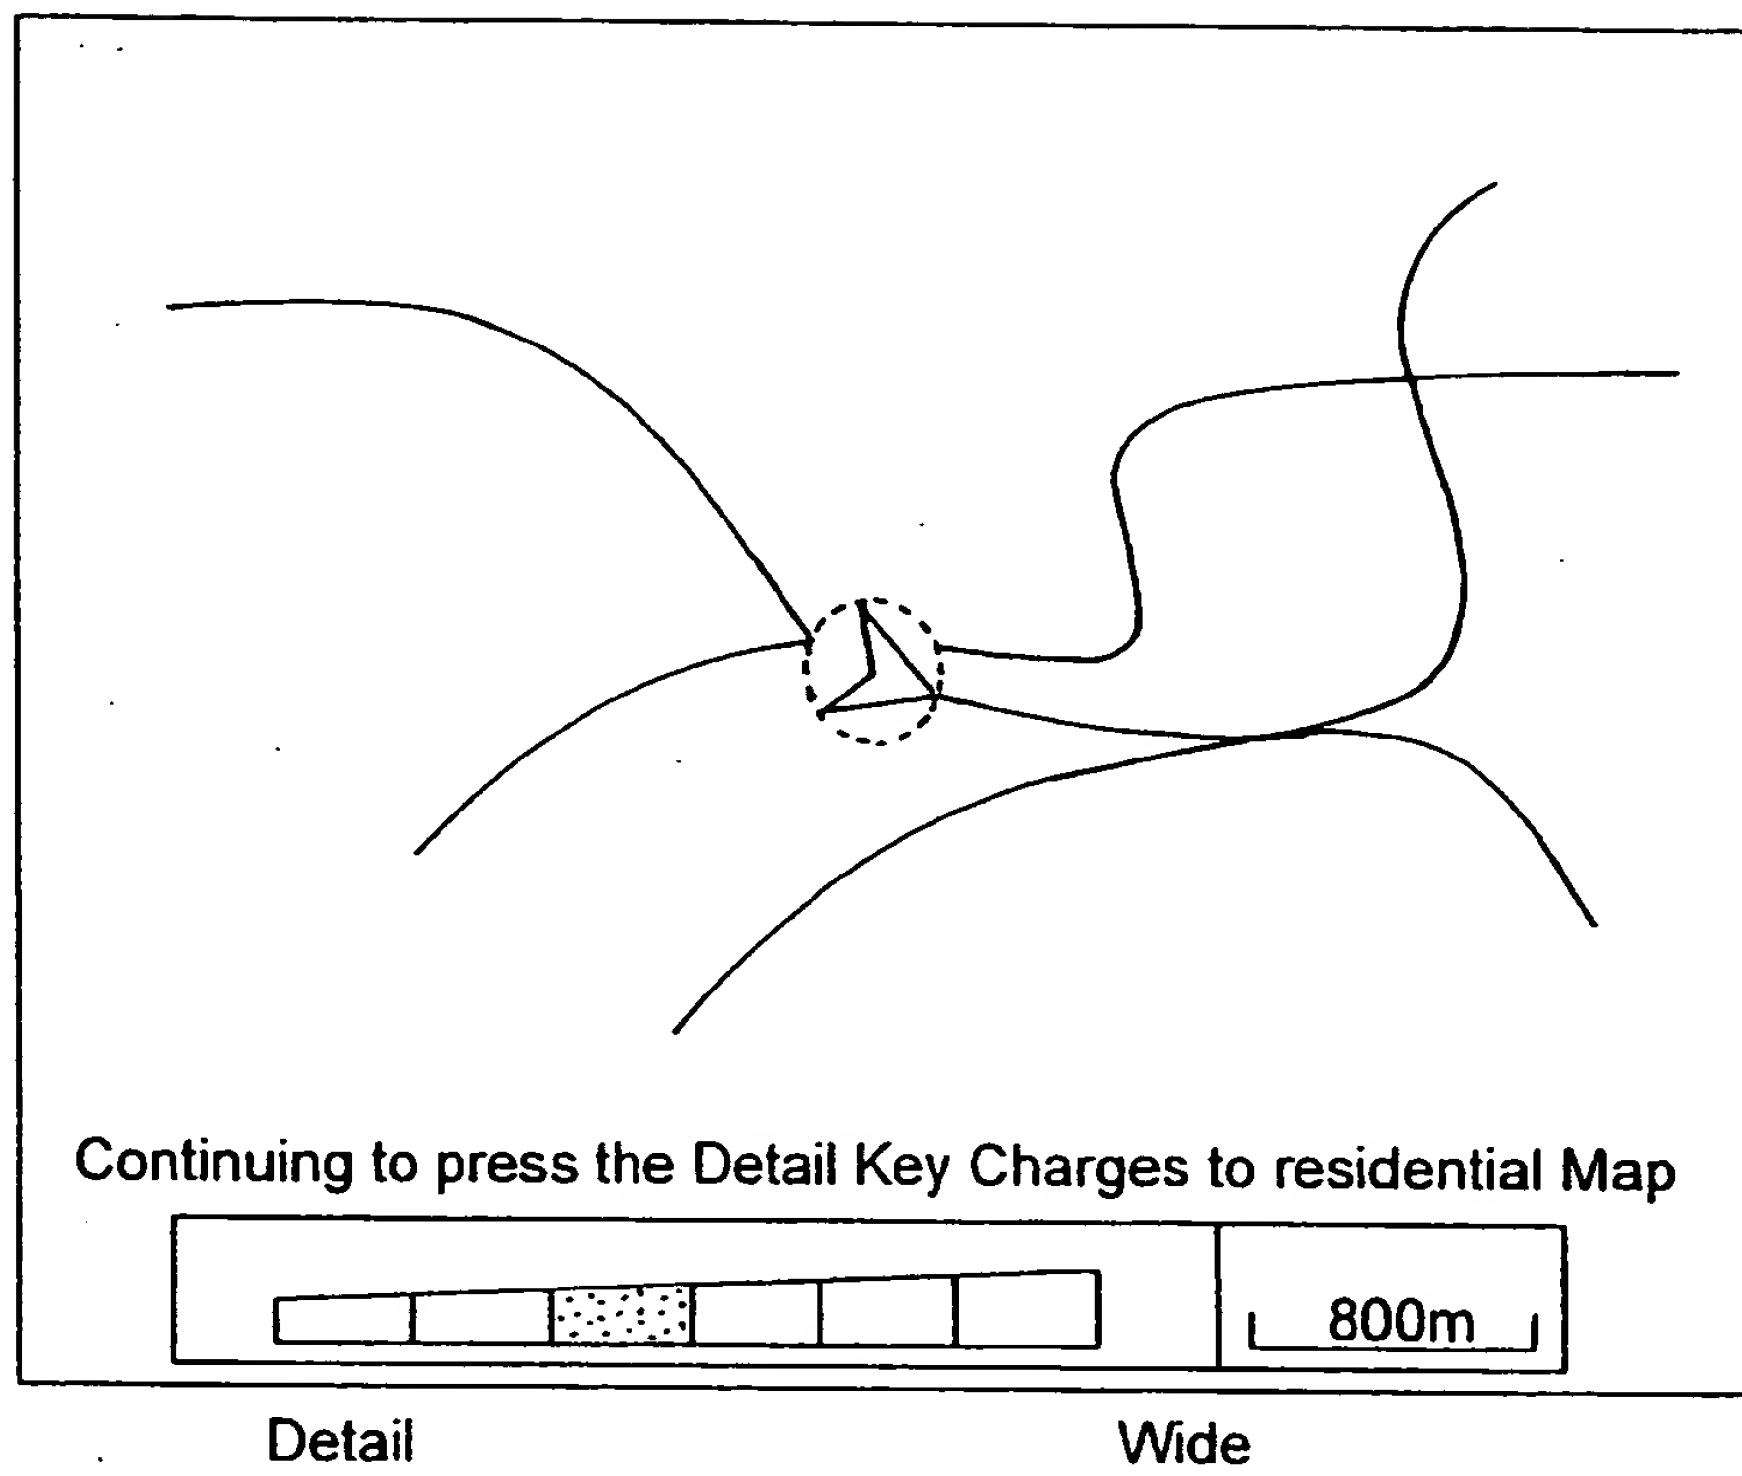 Continuing to press the Detail Key Charges to residential Map
800m
Detail Wide